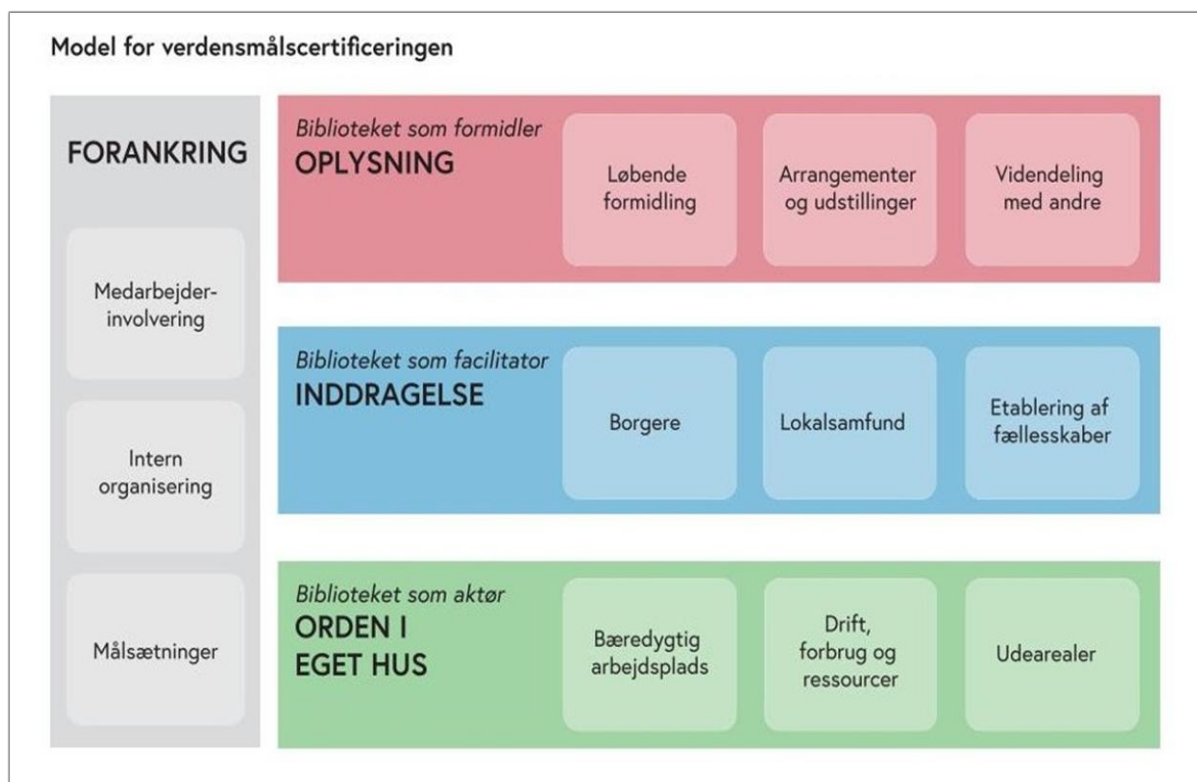 Model for verdensmålscertificeringen
FORANKRING
Medarbejder-
involvering
Intern
organisering
Målsætninger
Biblioteket som formidler
OPLYSNING
Løbende
formidling
Arrangementer
og udstillinger
Videndeling
med andre
Biblioteket som facilitator
INDDRAGELSE
Borgere
Lokalsamfund
Etablering af
fællesskaber
Biblioteket som aktør
ORDEN I
EGET HUS
Bæredygtig
arbejdsplads
Drift,
forbrug og
ressourcer
Udearealer